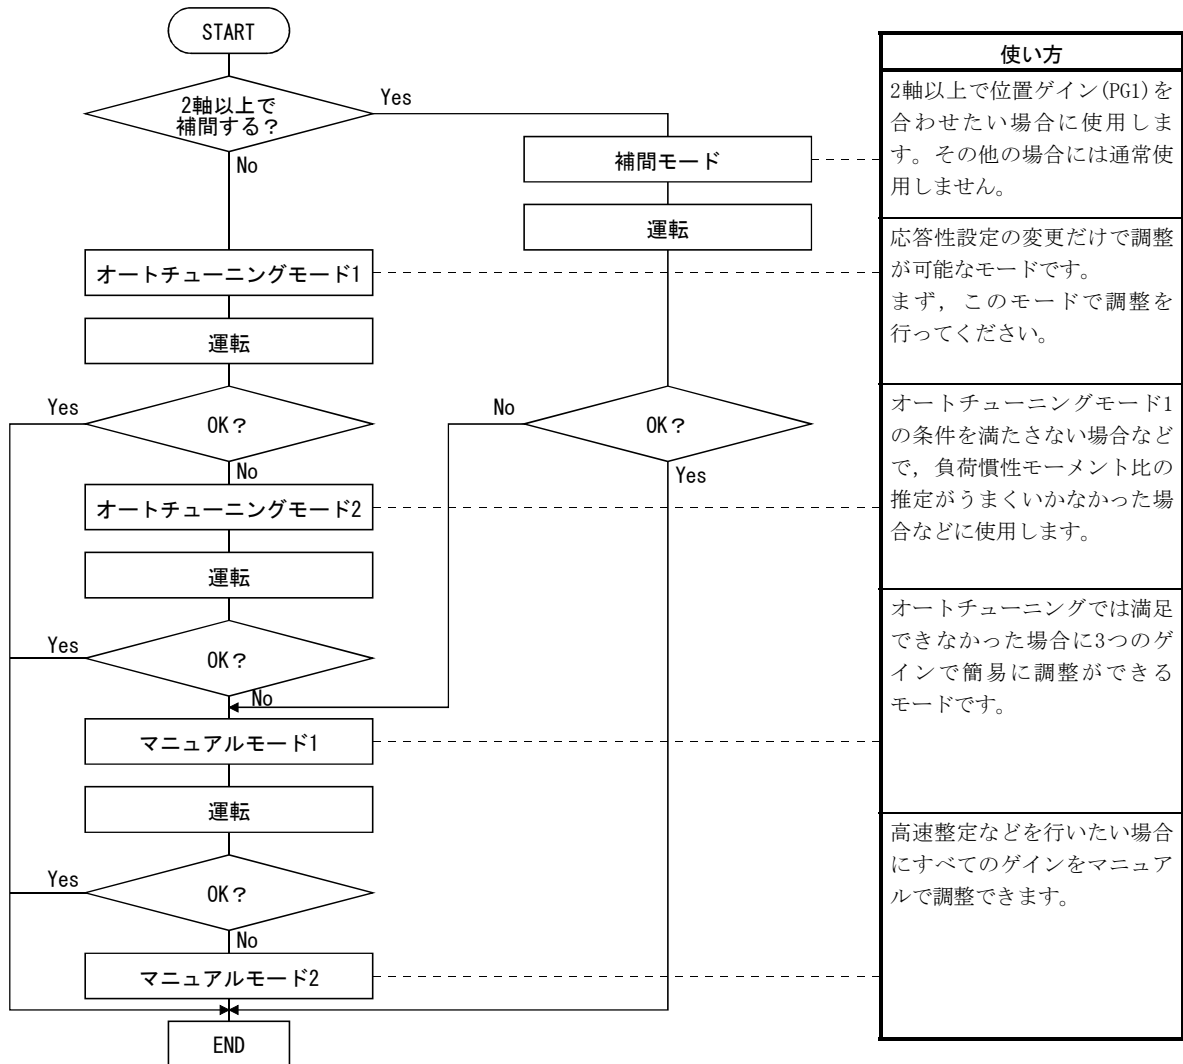 START
2軸以上で
補間する？
Yes
No
補間モード
運転
オートチューニングモード1
運転
Yes
OK？
No
No
OK？
Yes
オートチューニングモード2
運転
Yes
OK？
No
マニュアルモード1
運転
Yes
OK？
No
マニュアルモード2
END
使い方
2軸以上で位置ゲイン(PG1)を
合わせたい場合に使用しま
す。その他の場合には通常使
用しません。
応答性設定の変更だけで調整
が可能なモードです。
まず，このモードで調整を
行ってください。
オートチューニングモード1
の条件を満たさない場合など
で，負荷慣性モーメント比の
推定がうまくいかなかった場
合などに使用します。
オートチューニングでは満足
できなかった場合に3つのゲ
インで簡易に調整ができる
モードです。
高速整定などを行いたい場合
にすべてのゲインをマニュア
ルで調整できます。